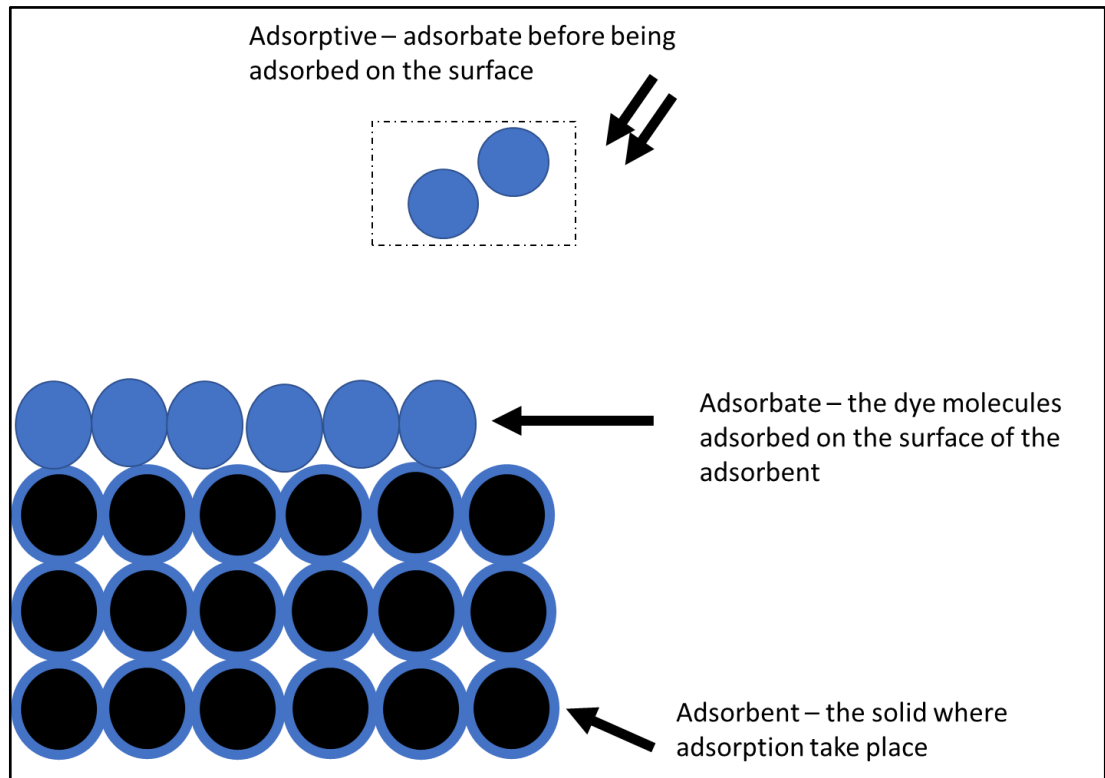 Adsorptive – adsorbate before being
adsorbed on the surface
Adsorbate – the dye molecules
adsorbed on the surface of the
adsorbent
Adsorbent – the solid where
adsorption take place